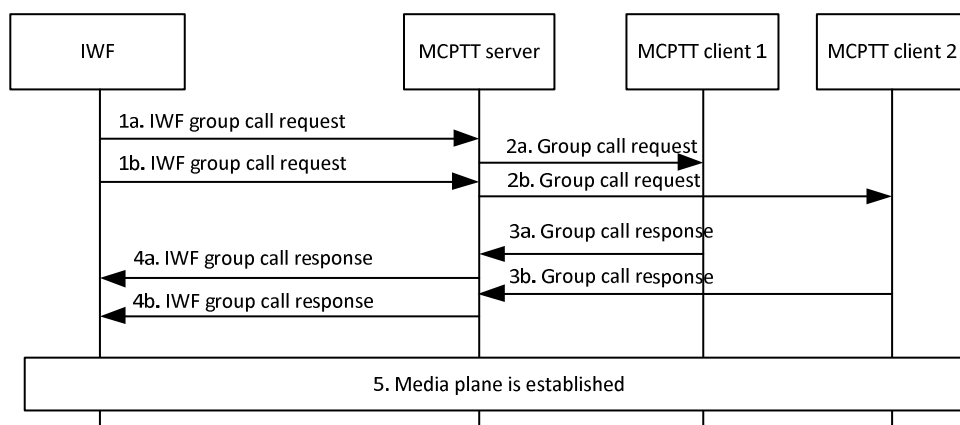 IWF
MCPTT server
MCPTT client 1
MCPTT client 2
1a. IWF group call request
2a. Group call request
1b. IWF group call request
2b. Group call request
3a. Group call response
4a. IWF group call response
3b. Group call response
4b. IWF group call response
5. Media plane is established